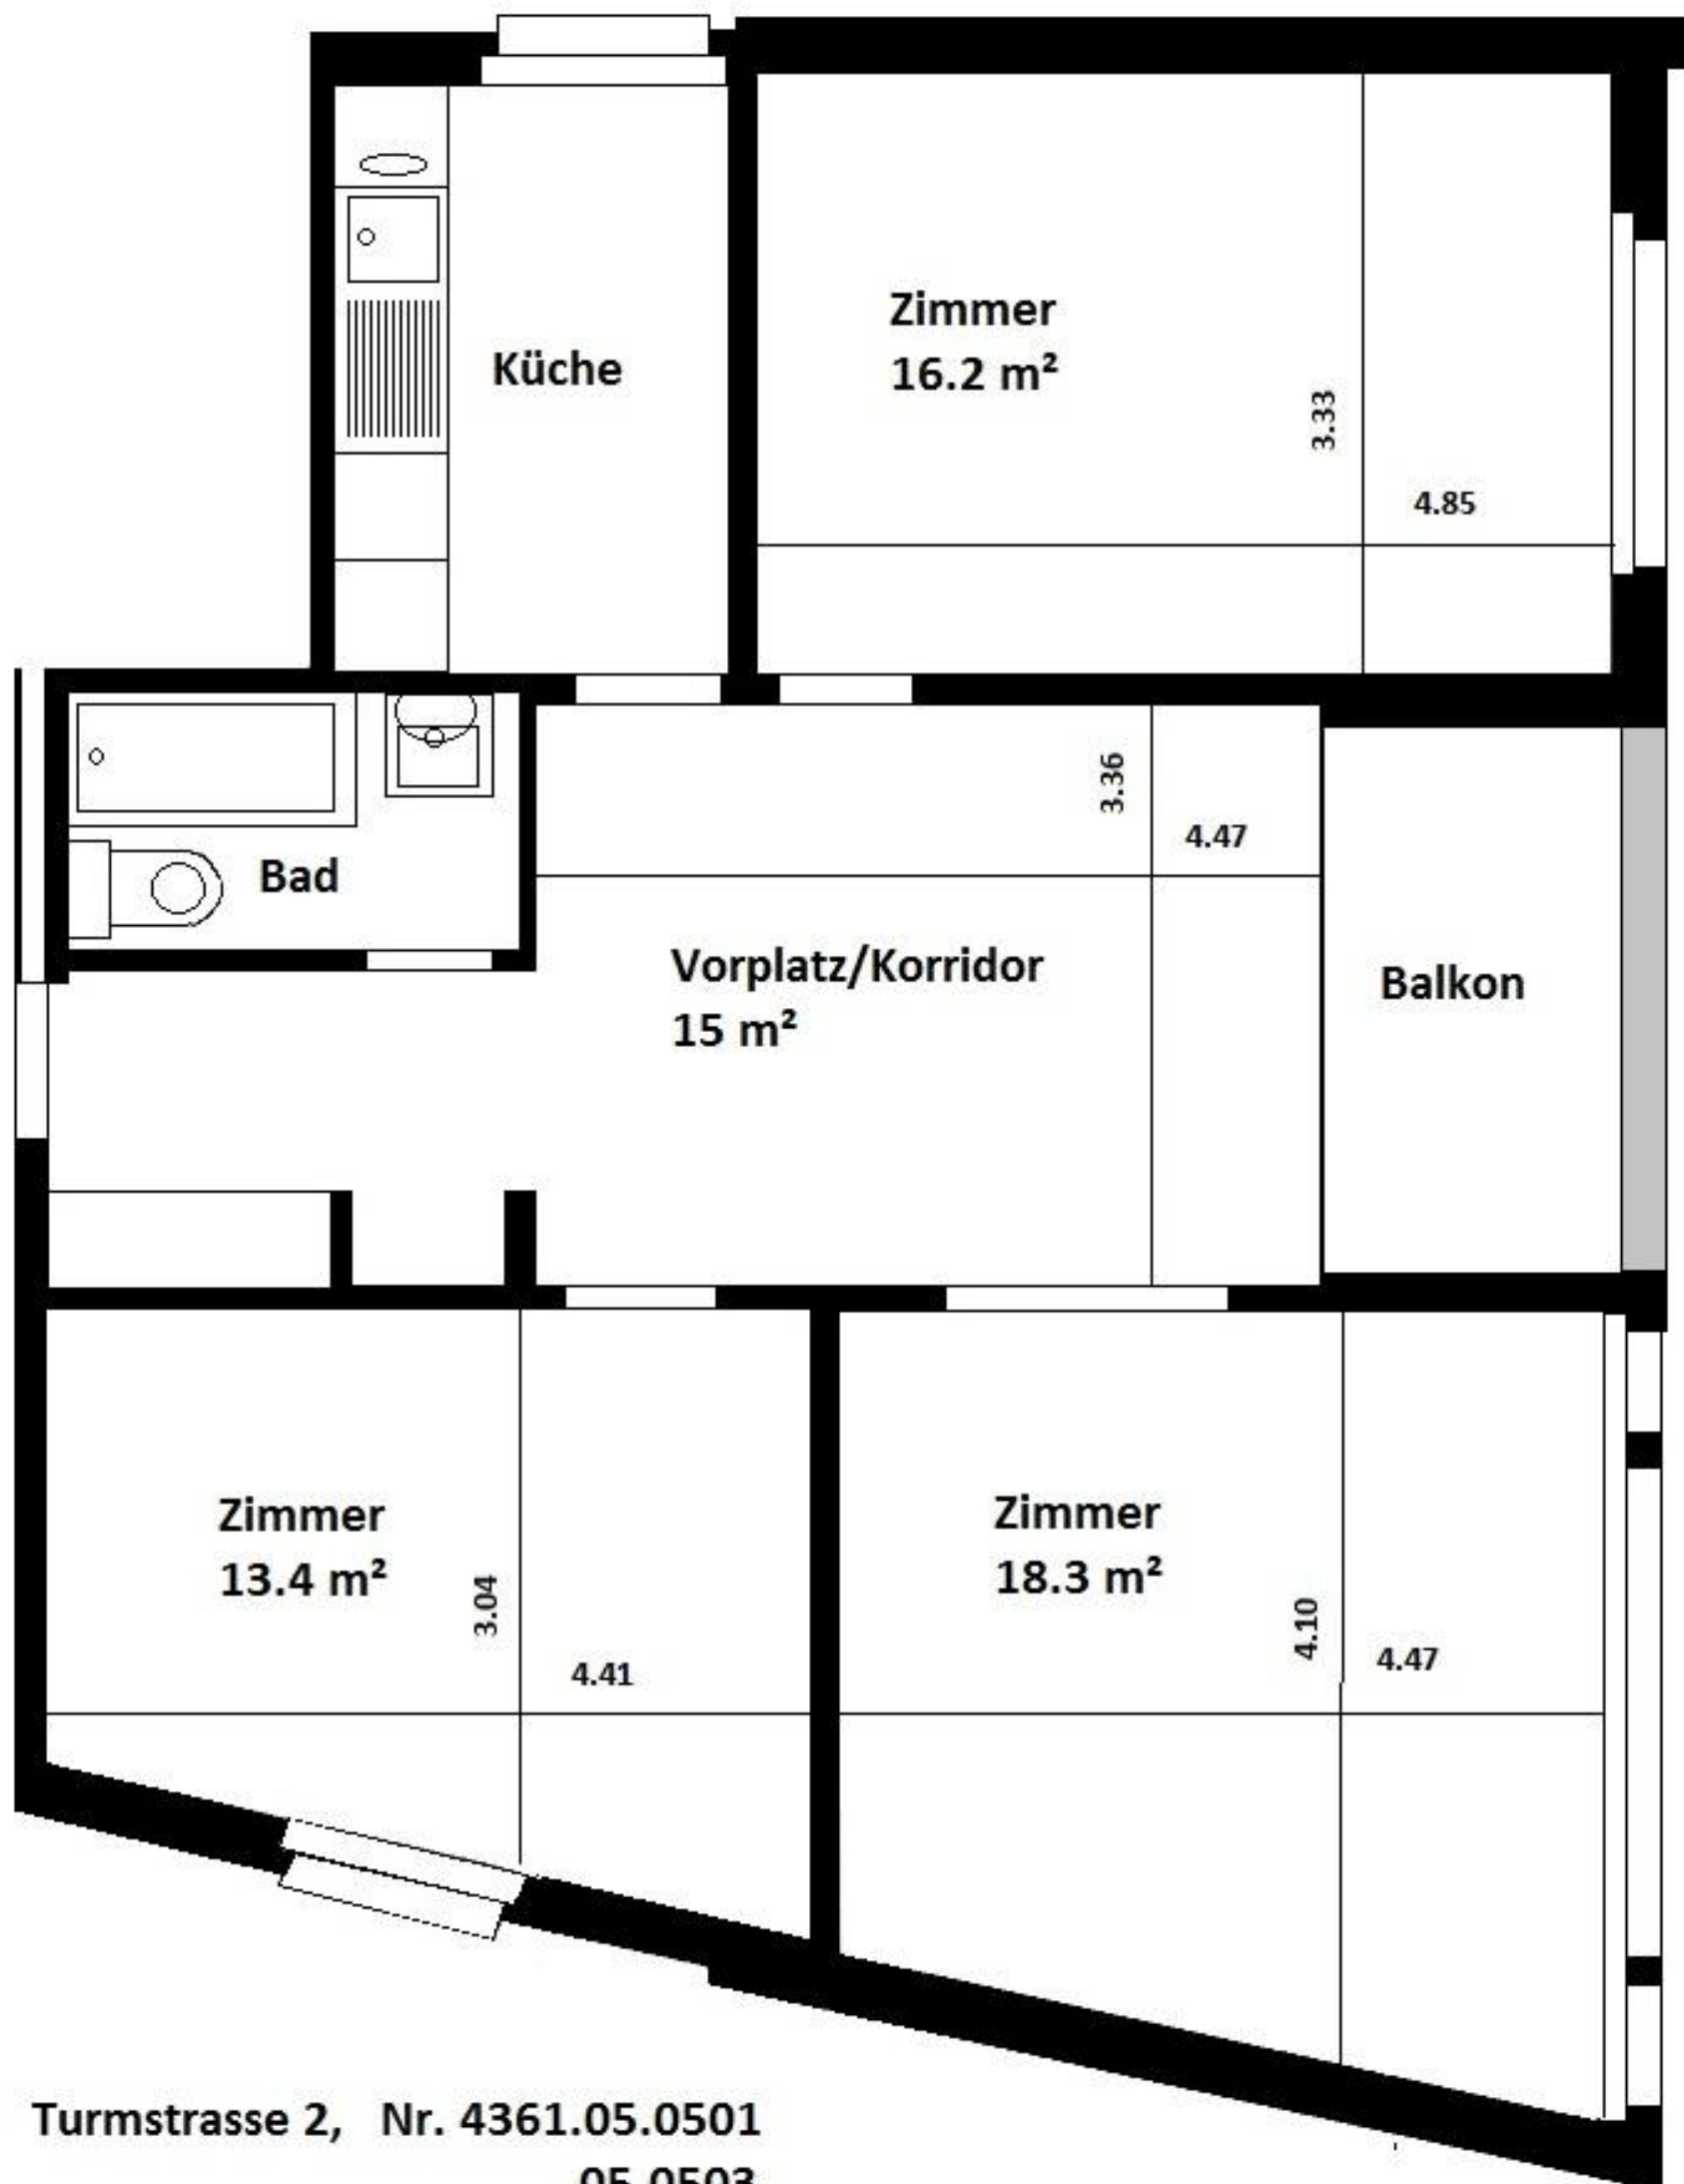 Küche
Zimmer
16.2 m²
3.33
4.85
Bad
3.36
4.47
Vorplatz/Korridor
15 m²
Balkon
Zimmer
13.4 m²
3.04
4.41
Zimmer
18.3 m²
4.10
4.47
Turmstrasse 2, Nr. 4361.05.0501
05.0503